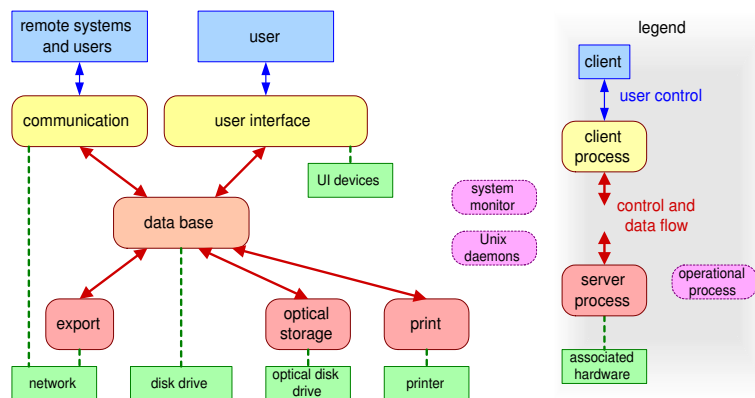 remote systems
and users
user
communication
user interface
UI devices
data base
system
monitor
Unix
daemons
export
optical
storage
print
network
disk drive
optical disk
drive
printer
legend
client
user control
client
process
control and
data flow
server
process
operational
process
associated
hardware